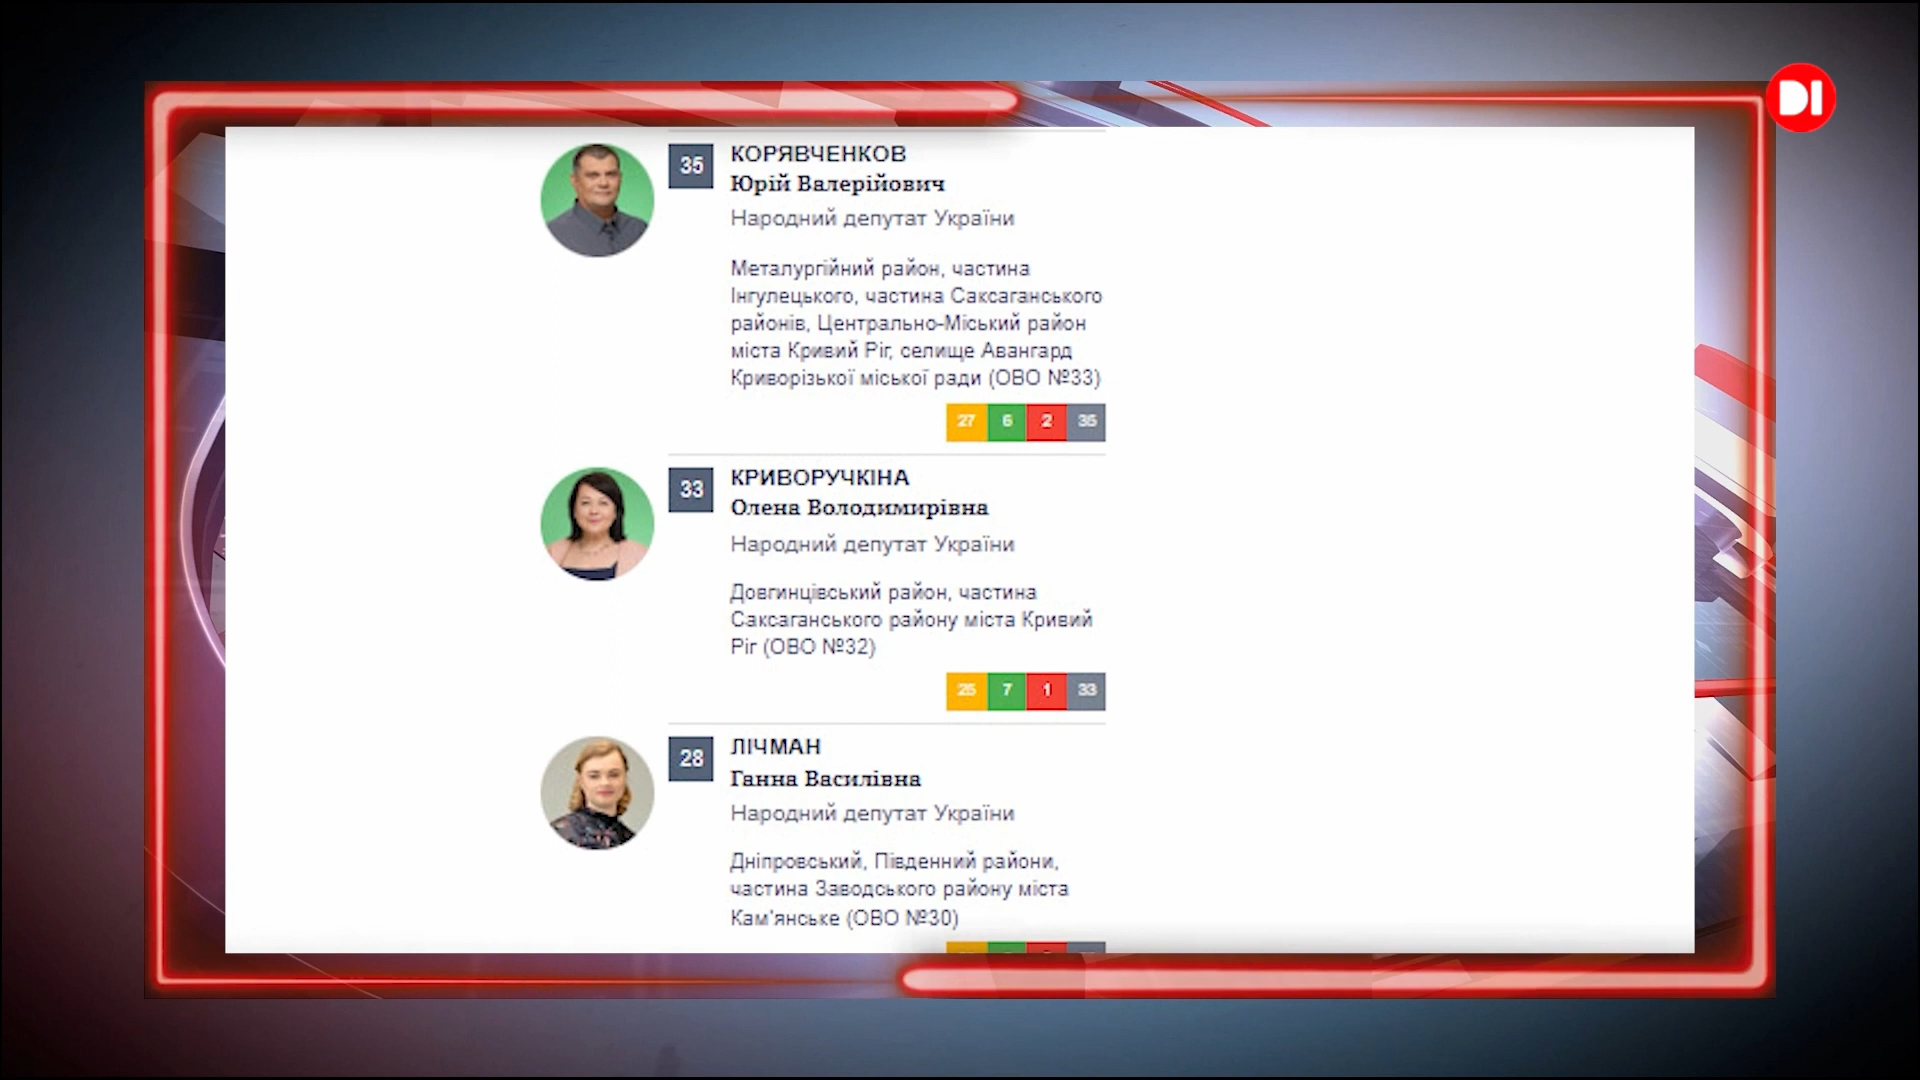 DI
35
КОРЯВЧЕНКОВ
Юрій Валерійович
Народний депутат України
Металургійний район, частина
Інгулецького, частина Саксаганського
районів, Центрально-Міський район
міста Кривий Ріг, селище Авангард
Криворізької міської ради (ОВО №33)
27 6 2 35
33
КРИВОРУЧКІНА
Олена Володимирівна
Народний депутат України
Довгинцівський район, частина
Саксаганського району міста Кривий
Ріг (ОВО №32)
25 7 1 33
28
ЛІЧМАН
Ганна Василівна
Народний депутат України
Дніпровський, Південний райони,
частина Заводського району міста
Кам'янське (ОВО №30)